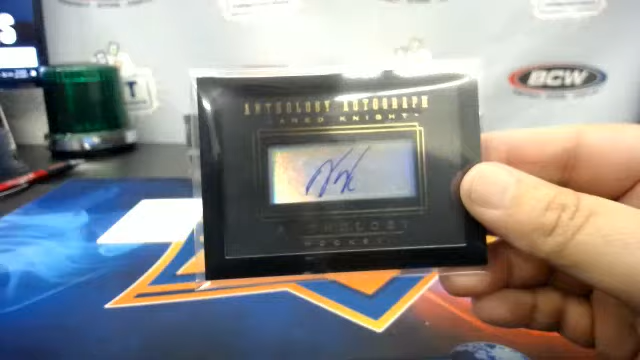 S
BCW
ANTHOLOGY AUTOGRAPH
JARED KNIGHT
ANTHOLOGY
HOCKEY